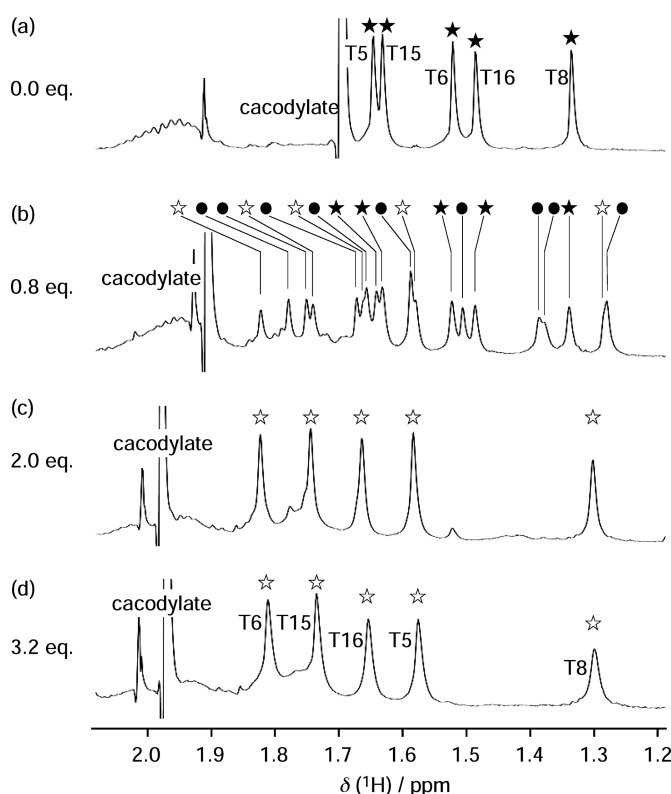 (a)
0.0 eq.
cacodylate
T5 T15 T6 T16 T8
(b)
0.8 eq.
cacodylate
(c)
2.0 eq.
cacodylate
(d)
3.2 eq.
cacodylate
T6 T15 T16 T5 T8
2.0 1.9 1.8 1.7 1.6 1.5 1.4 1.3 1.2
δ (¹H) / ppm